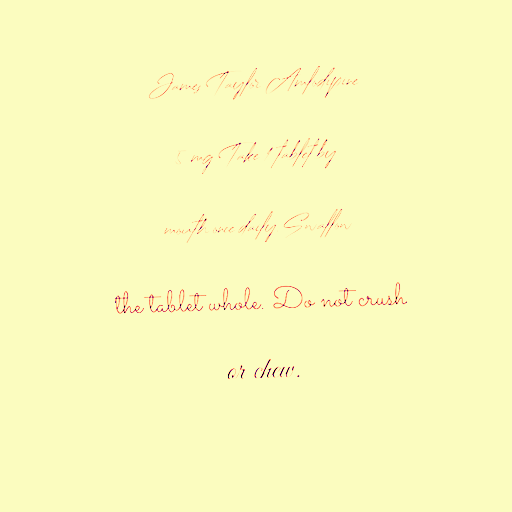 James Taylor Amlodipine
mg Take 1 tablet by
mouth once daily Swallow
the tablet whole. Do not crush
or chew.